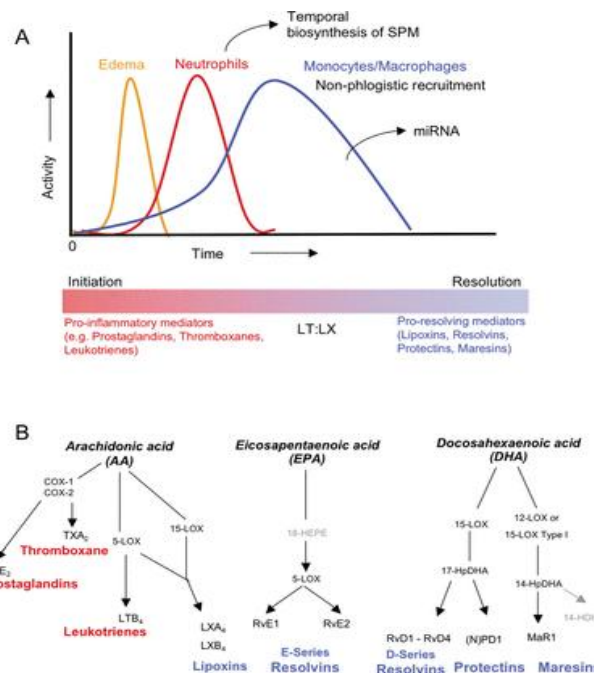 A
Temporal
biosynthesis of SPM
Edema
Neutrophils
Monocytes/Macrophages
Non-phlogistic recruitment
miRNA
Activity
0
Time
Initiation
Resolution
Pro-inflammatory mediators
(e.g. Prostaglandins, Thromboxanes,
Leukotrienes)
LT:LX
Pro-resolving mediators
(Lipoxins, Resolvins,
Protectins, Maresins)
B
Arachidonic acid
(AA)
Eicosapentaenoic acid
(EPA)
Docosahexaenoic acid
(DHA)
COX-1
COX-2
15-LOX
5-LOX
TXA₂
Thromboxane
E₂
ostaglandins
LTB₄
Leukotrienes
LXA₄
LXB₄
Lipoxins
18-HEPE
5-LOX
RvE1
RvE2
E-Series
Resolvins
15-LOX
12-LOX or
15-LOX Type I
17-HpDHA
14-HpDHA
RvD1 - RvD4
(N)PD1
MaR1
D-Series
Resolvins
Protectins
Maresins